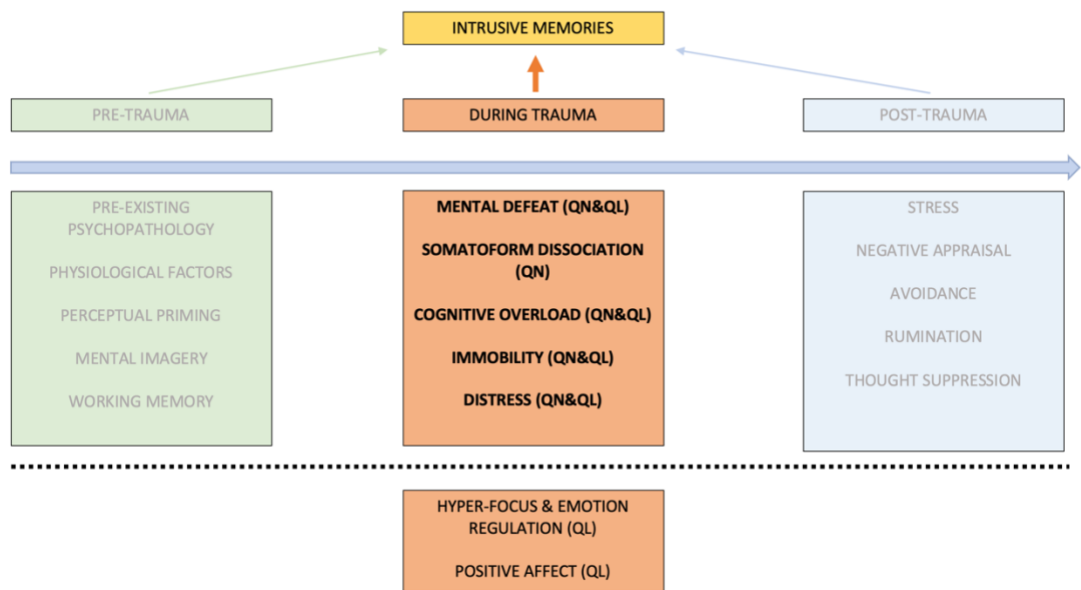 INTRUSIVE MEMORIES
PRE-TRAUMA
DURING TRAUMA
POST-TRAUMA
PRE-EXISTING
PSYCHOPATHOLOGY
PHYSIOLOGICAL FACTORS
PERCEPTUAL PRIMING
MENTAL IMAGERY
WORKING MEMORY
MENTAL DEFEAT (QN&QL)
SOMATOFORM DISSOCIATION
(QN)
COGNITIVE OVERLOAD (QN&QL)
IMMOBILITY (QN&QL)
DISTRESS (QN&QL)
STRESS
NEGATIVE APPRAISAL
AVOIDANCE
RUMINATION
THOUGHT SUPPRESSION
HYPER-FOCUS & EMOTION
REGULATION (QL)
POSITIVE AFFECT (QL)